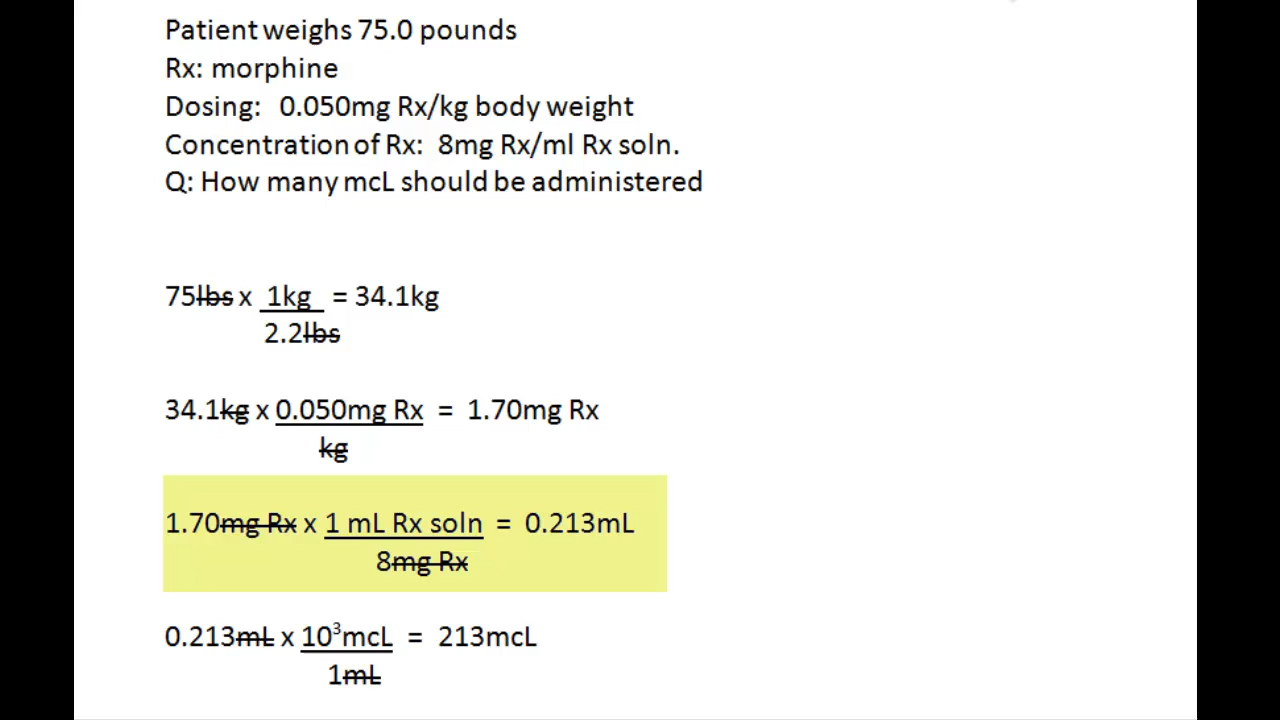 Patient weighs 75.0 pounds
Rx: morphine
Dosing: 0.050mg Rx/kg body weight
Concentration of Rx: 8mg Rx/ml Rx soln.
Q: How many mcL should be administered
75lbs x 1kg = 34.1kg
2.2lbs
34.1kg x 0.050mg Rx = 1.70mg Rx
kg
1.70mg Rx x 1 mL Rx soln = 0.213mL
8mg Rx
0.213mL x 10³mcL = 213mcL
1mL